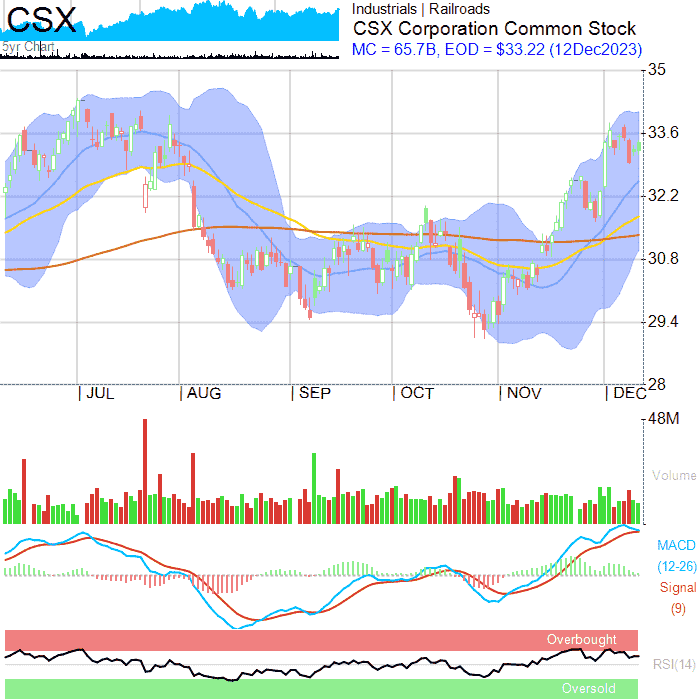 CSX
5yr Chart
Industrials | Railroads
CSX Corporation Common Stock
MC = 65.7B, EOD = $33.22 (12Dec2023)
35
33.6
32.2
30.8
29.4
28
| JUL | AUG | SEP | OCT | NOV | DEC
48M
Volume
MACD
(12-26)
Signal
(9)
Overbought
RSI(14)
Oversold